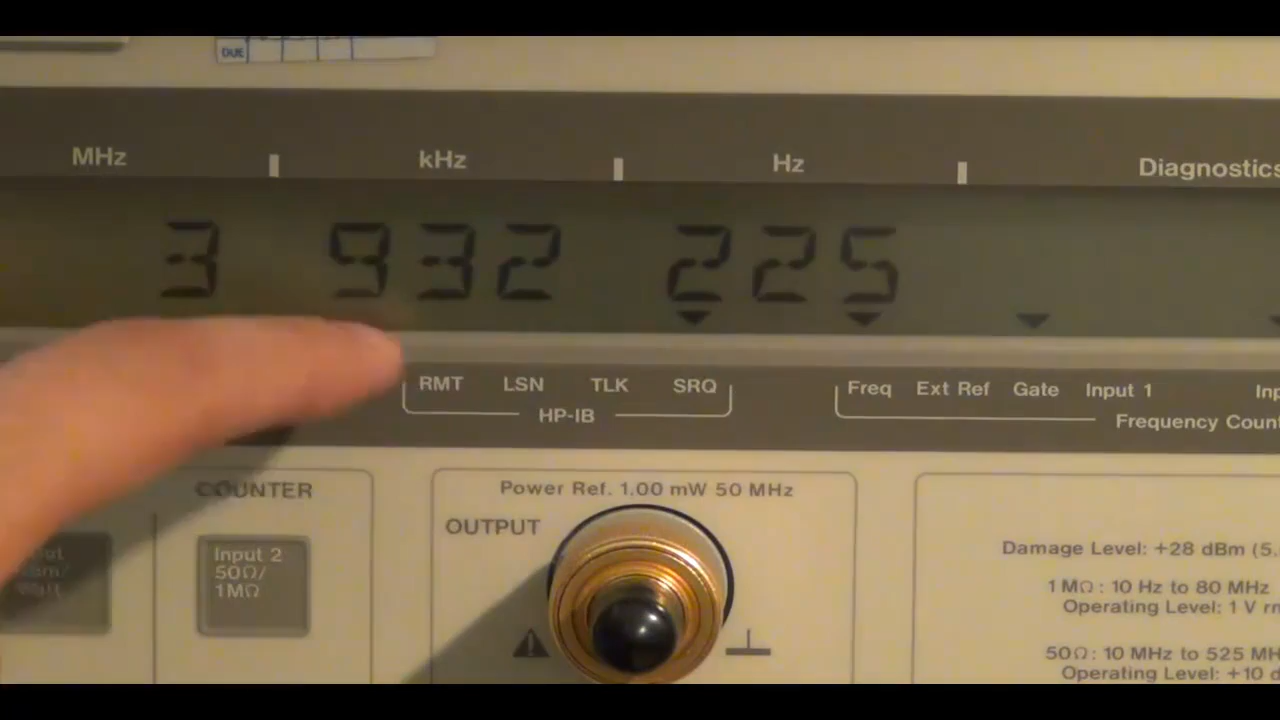 DUE
MHz kHz Hz Diagnostics
3 932 225
RMT LSN TLK SRQ Freq Ext Ref Gate Input 1
HP-IB Frequency
COUNTER Power Ref. 1.00 mW 50 MHz
OUTPUT
Input 2
50Ω/
1MΩ
Damage Level: +28 dBm
1 MΩ: 10 Hz to 80 MHz
Operating Level: 1 V
50Ω: 10 MHz to 525
Operating Level: +10